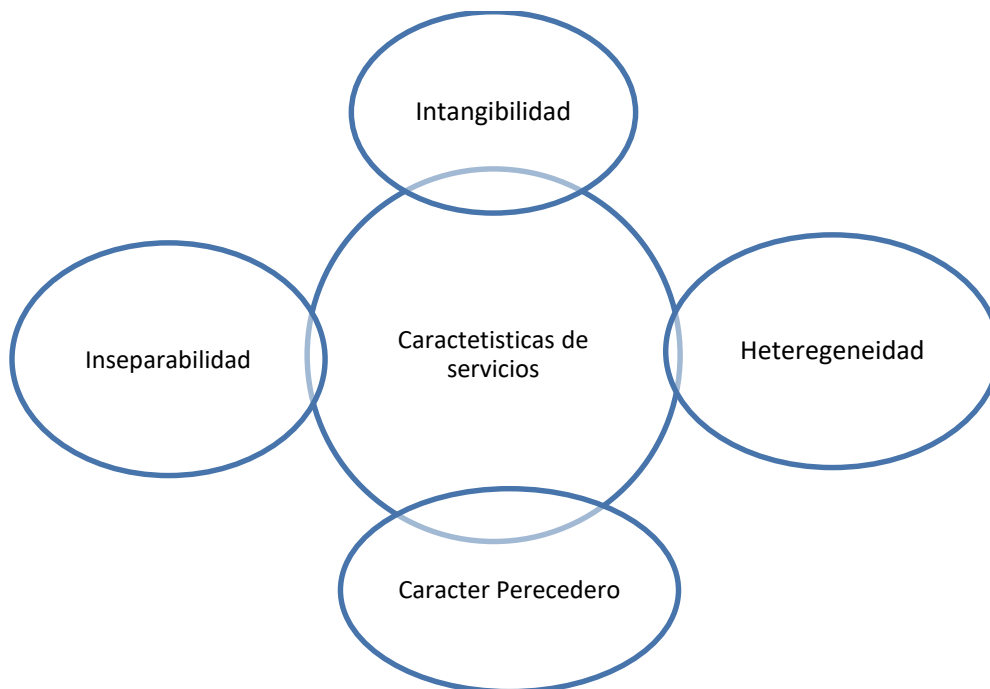 Intangibilidad
Inseparabilidad
Caractetisticas de
servicios
Heteregeneidad
Caracter Perecedero